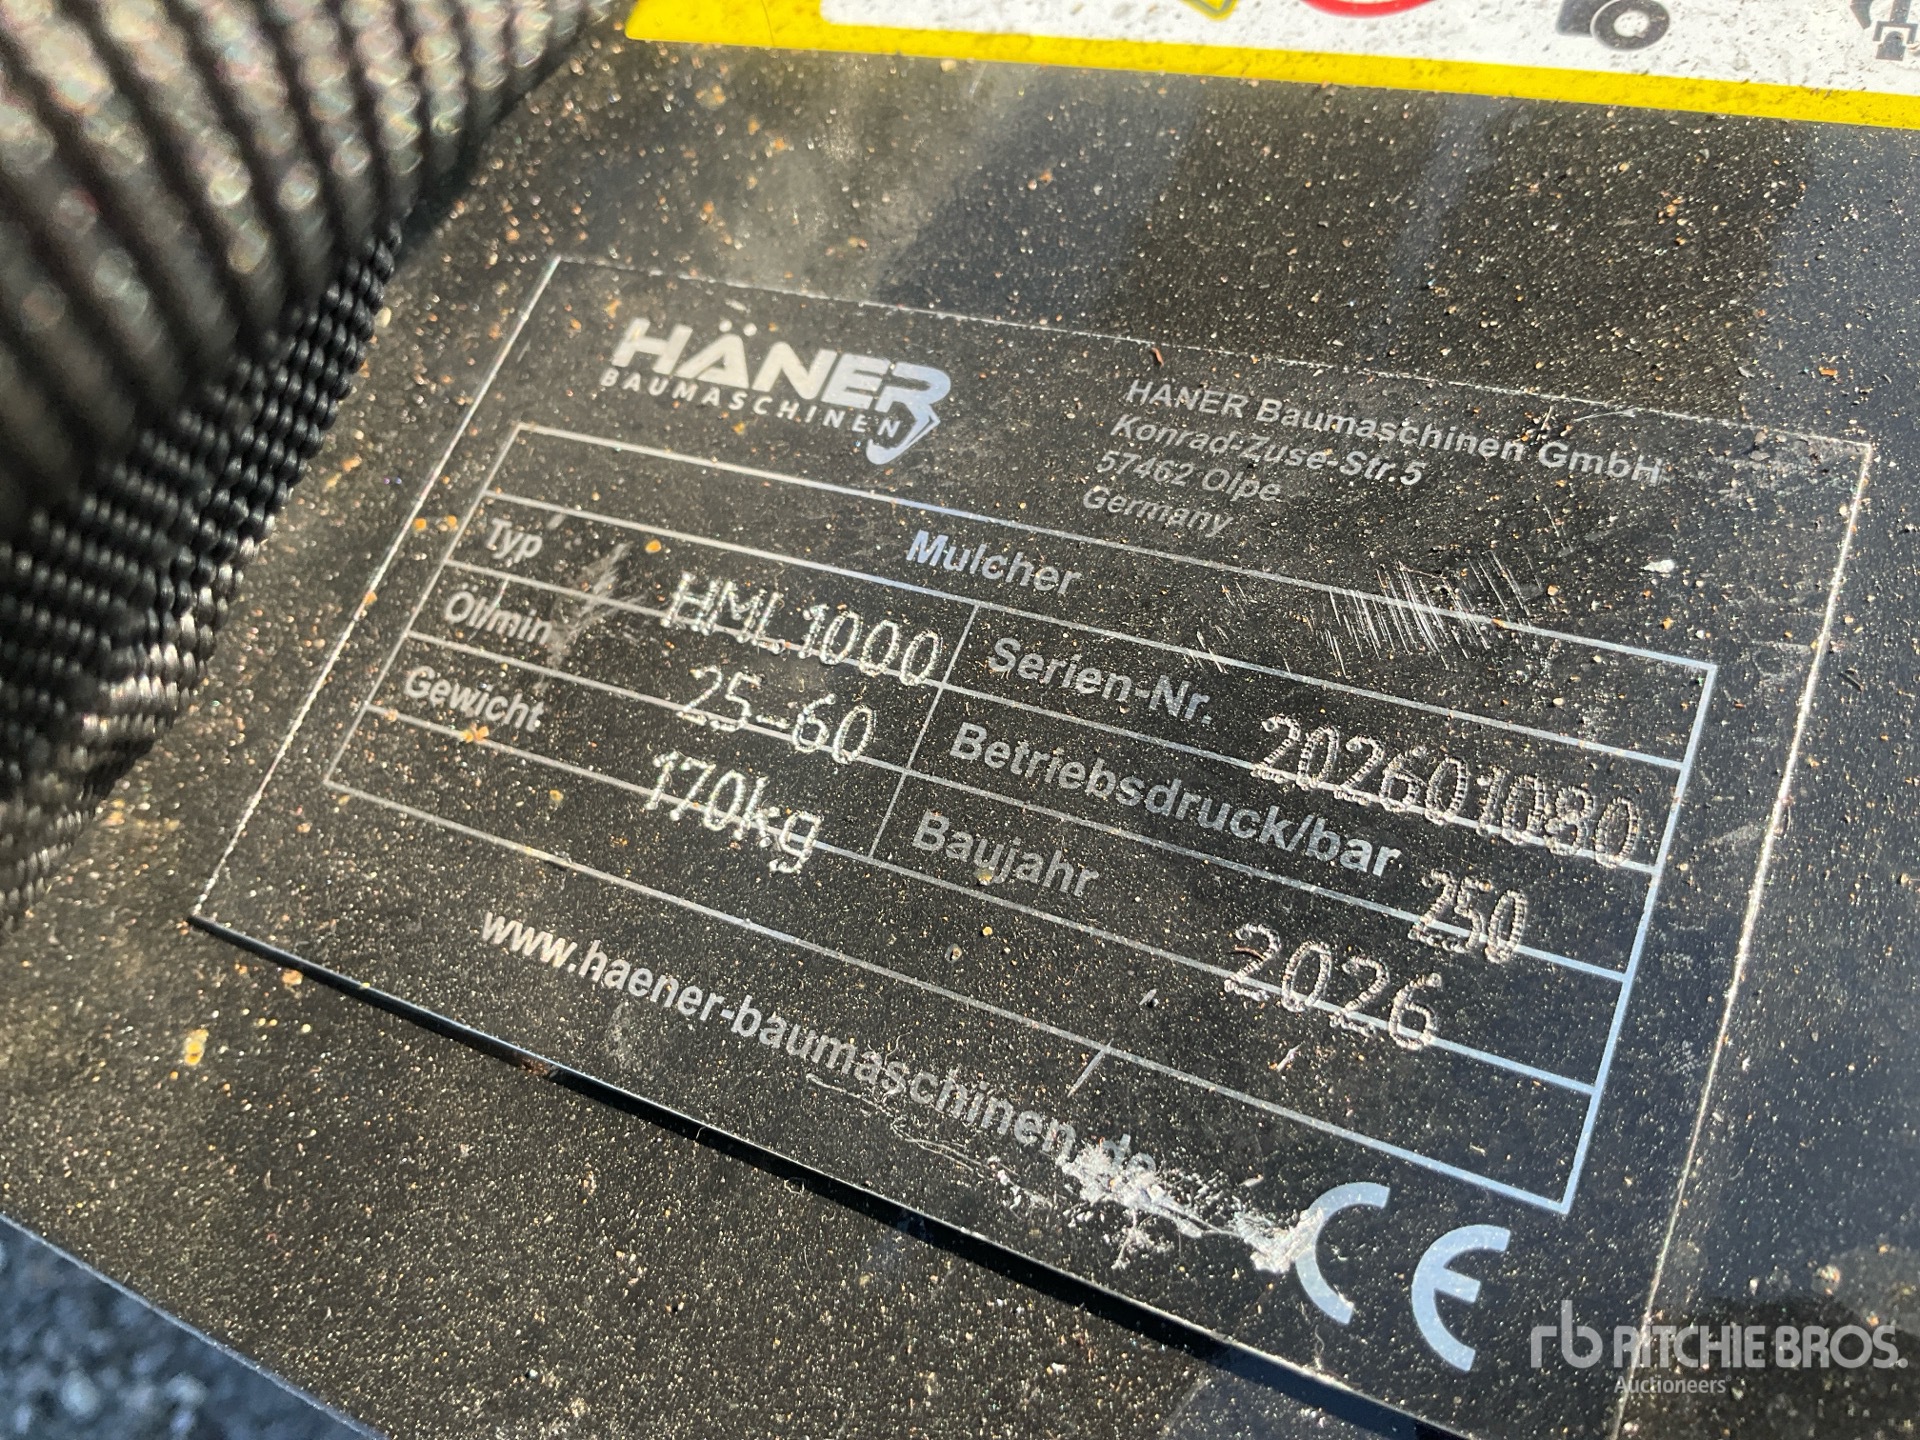 HÄNER
BAUMASCHINEN
HÄNER Baumaschinen GmbH
Konrad-Zuse-Str.5
57462 Olpe
Germany
Mulcher
Typ HML1000 Serien-Nr. 202601080
Öl/min 25-60 Betriebsdruck/bar 250
Gewicht 170kg Baujahr 2026
www.haener-baumaschinen.de
CE
rb RITCHIE BROS.
Auctioneers